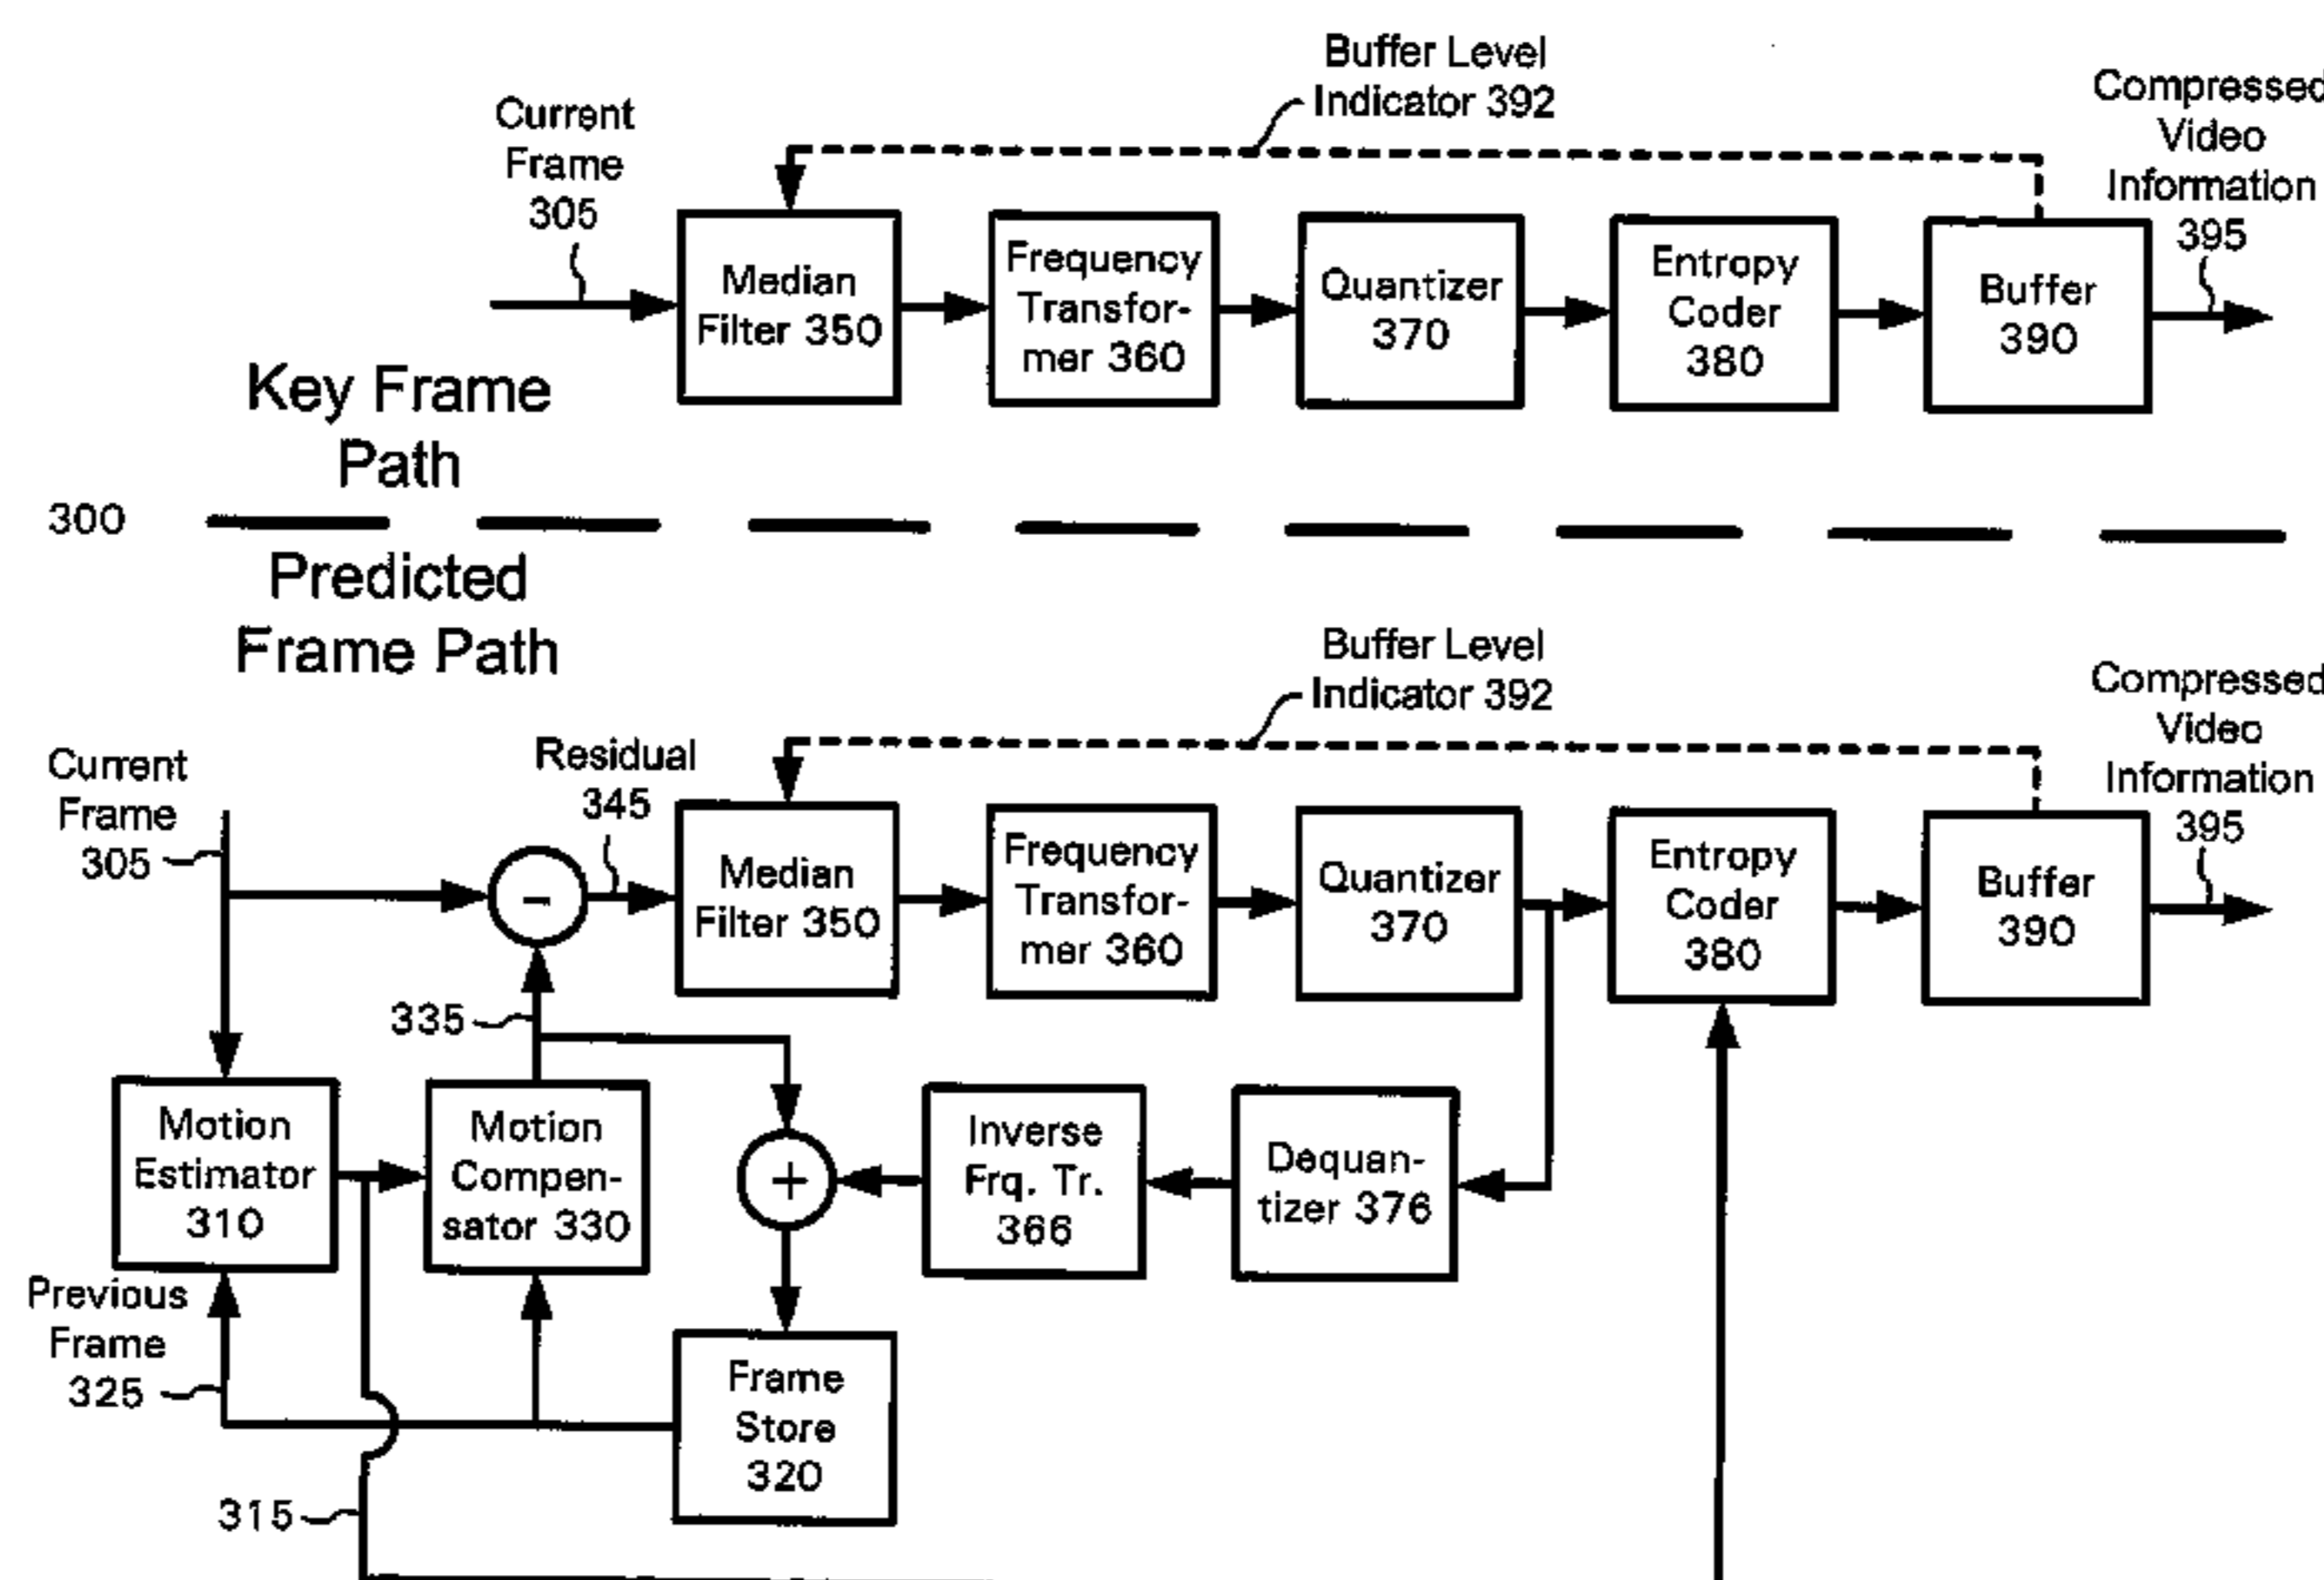 Buffer Level
Indicator 392
Current
Frame
305
Compressed
Video
Information
395
Median
Filter 350
Frequency
Transfor-
mer 360
Quantizer
370
Entropy
Coder
380
Buffer
390
Key Frame
Path
300
Predicted
Frame Path
Buffer Level
Indicator 392
Compressed
Video
Information
395
Current
Frame
305
Residual
345
-
Median
Filter 350
Frequency
Transfor-
mer 360
Quantizer
370
Entropy
Coder
380
Buffer
390
335
Motion
Estimator
310
Motion
Compen-
sator 330
+
Inverse
Frq. Tr.
366
Dequan-
tizer 376
Previous
Frame
325
Frame
Store
320
315